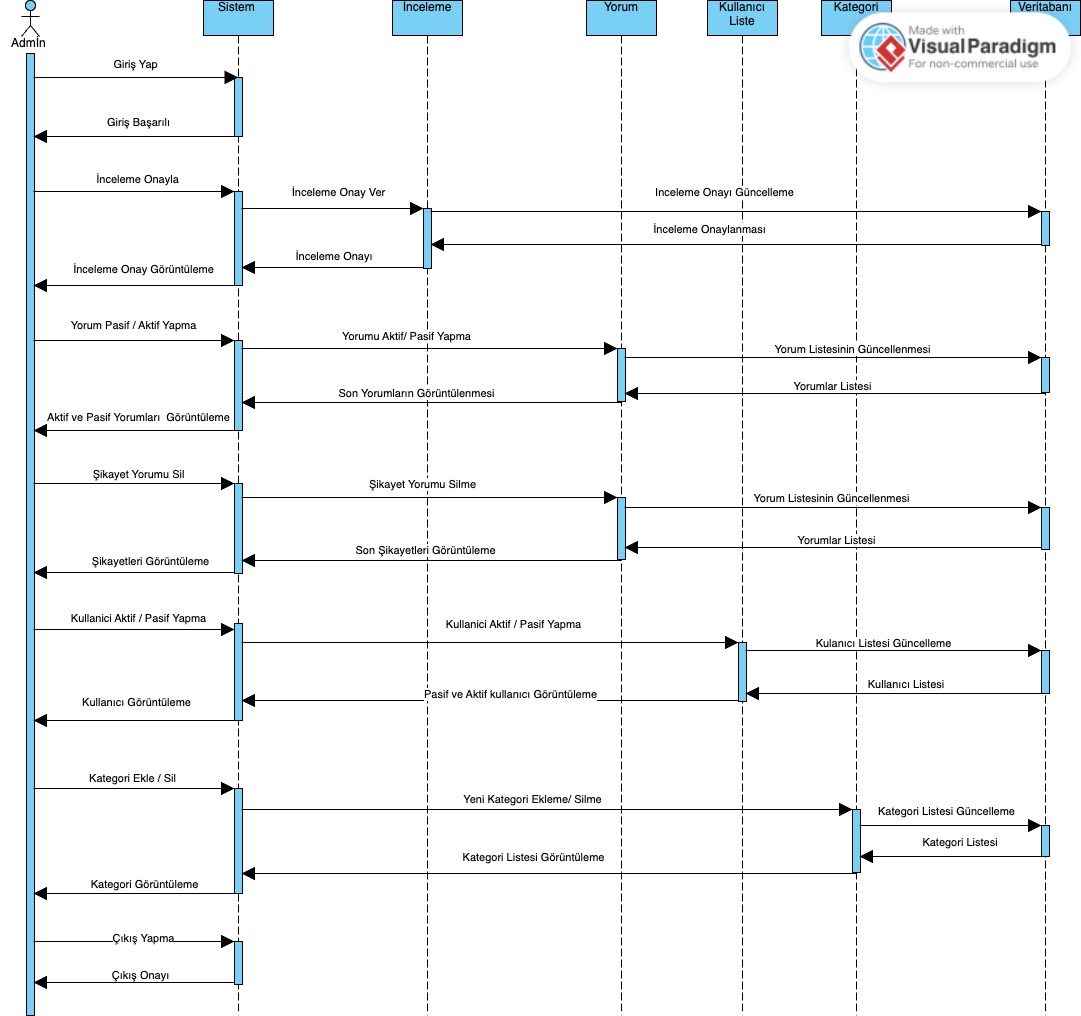 Sistem
İnceleme
Yorum
Kullanıcı
Liste
Kategori
Veritabanı
Made with
VisualParadigm
For non-commercial use
Admin
Giriş Yap
Giriş Başarılı
İnceleme Onayla
İnceleme Onay Ver
Inceleme Onayı Güncelleme
İnceleme Onaylanması
İnceleme Onayı
İnceleme Onay Görüntüleme
Yorum Pasif / Aktif Yapma
Yorumu Aktif/ Pasif Yapma
Yorum Listesinin Güncellenmesi
Yorumlar Listesi
Son Yorumların Görüntülenmesi
Aktif ve Pasif Yorumları Görüntüleme
Şikayet Yorumu Sil
Şikayet Yorumu Silme
Yorum Listesinin Güncellenmesi
Yorumlar Listesi
Son Şikayetleri Görüntüleme
Şikayetleri Görüntüleme
Kullanici Aktif / Pasif Yapma
Kullanici Aktif / Pasif Yapma
Kulanıcı Listesi Güncelleme
Kullanıcı Listesi
Pasif ve Aktif kullanıcı Görüntüleme
Kullanıcı Görüntüleme
Kategori Ekle / Sil
Yeni Kategori Ekleme/ Silme
Kategori Listesi Güncelleme
Kategori Listesi
Kategori Listesi Görüntüleme
Kategori Görüntüleme
Çıkış Yapma
Çıkış Onayı